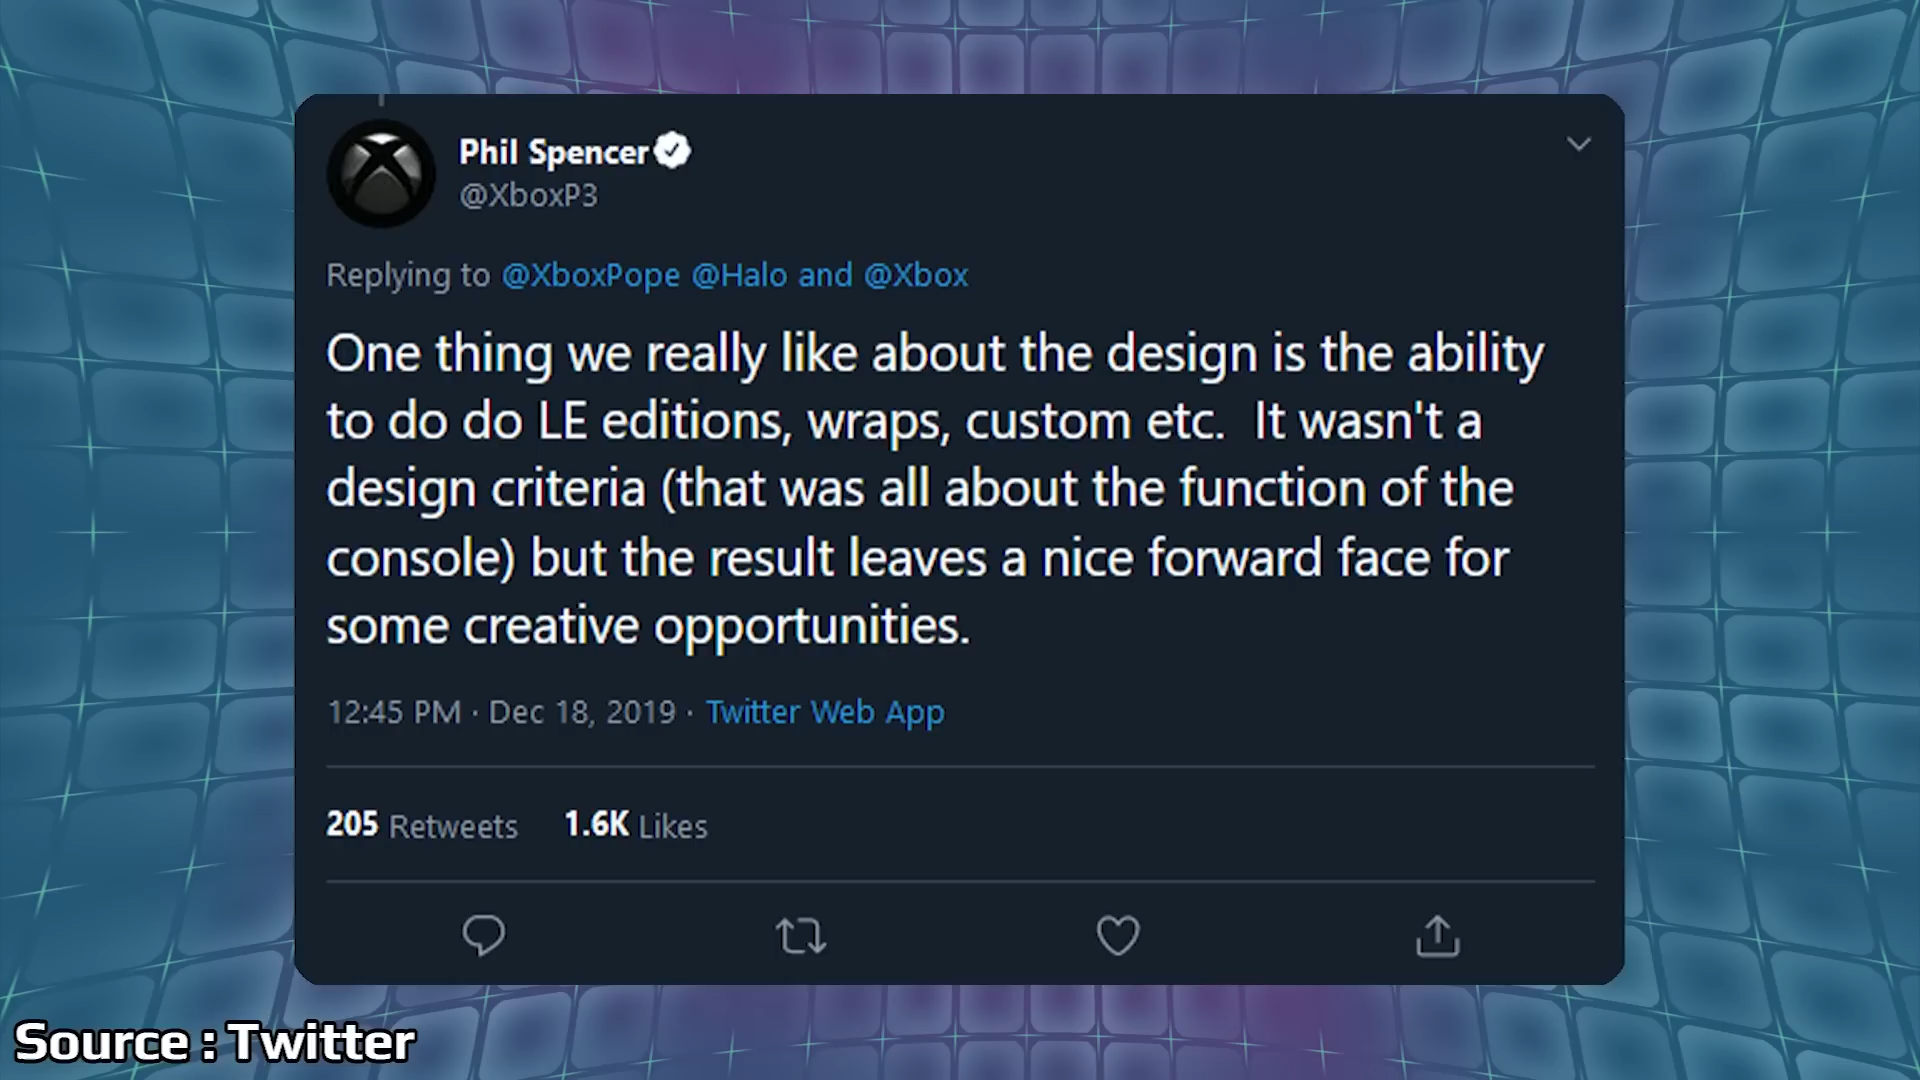 Phil Spencer
@XboxP3
Replying to @XboxPope @Halo and @Xbox
One thing we really like about the design is the ability
to do do LE editions, wraps, custom etc.  It wasn't a
design criteria (that was all about the function of the
console) but the result leaves a nice forward face for
some creative opportunities.
12:45 PM · Dec 18, 2019 · Twitter Web App
205 Retweets 1.6K Likes
Source : Twitter